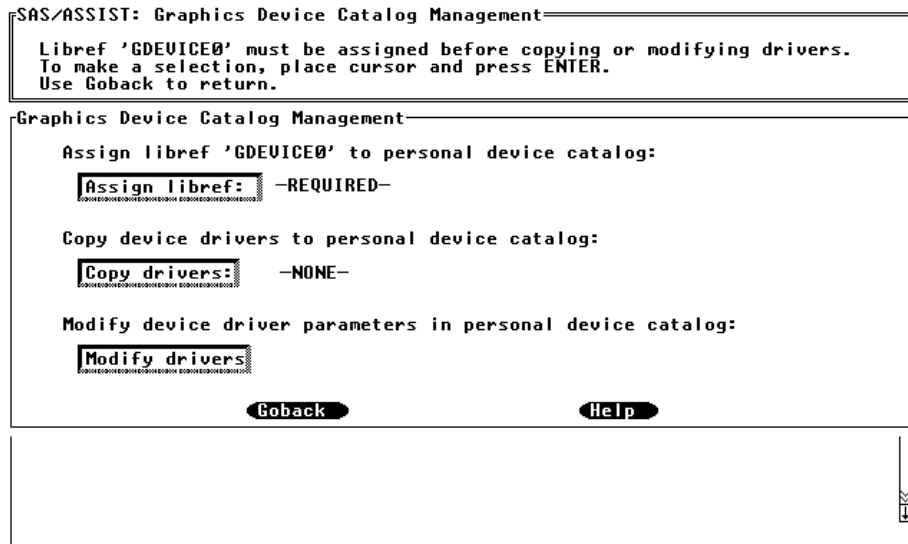 SAS/ASSIST: Graphics Device Catalog Management
Libref 'GDEVICE0' must be assigned before copying or modifying drivers.
To make a selection, place cursor and press ENTER.
Use Goback to return.
Graphics Device Catalog Management
Assign libref 'GDEVICE0' to personal device catalog:
Assign libref: -REQUIRED-
Copy device drivers to personal device catalog:
Copy drivers: -NONE-
Modify device driver parameters in personal device catalog:
Modify drivers
Goback Help